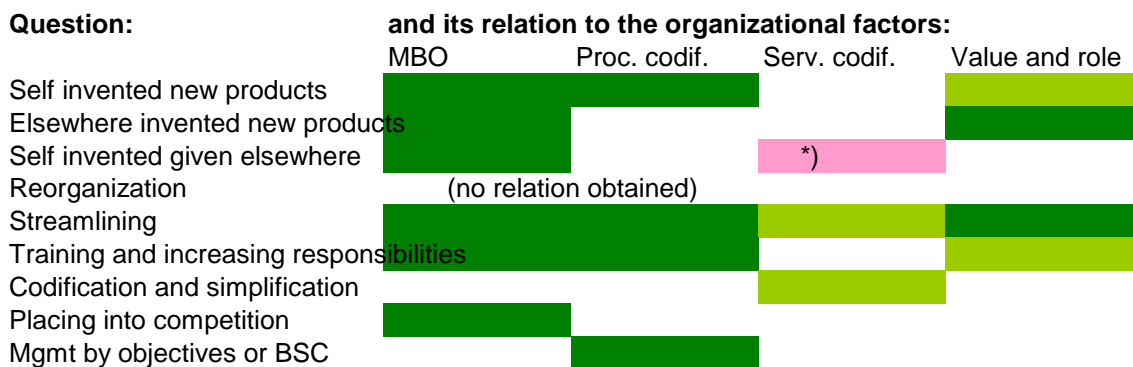 Question: and its relation to the organizational factors:
MBO Proc. codif. Serv. codif. Value and role
Self invented new products
Elsewhere invented new products
Self invented given elsewhere *)
Reorganization (no relation obtained)
Streamlining
Training and increasing responsibilities
Codification and simplification
Placing into competition
Mgmt by objectives or BSC